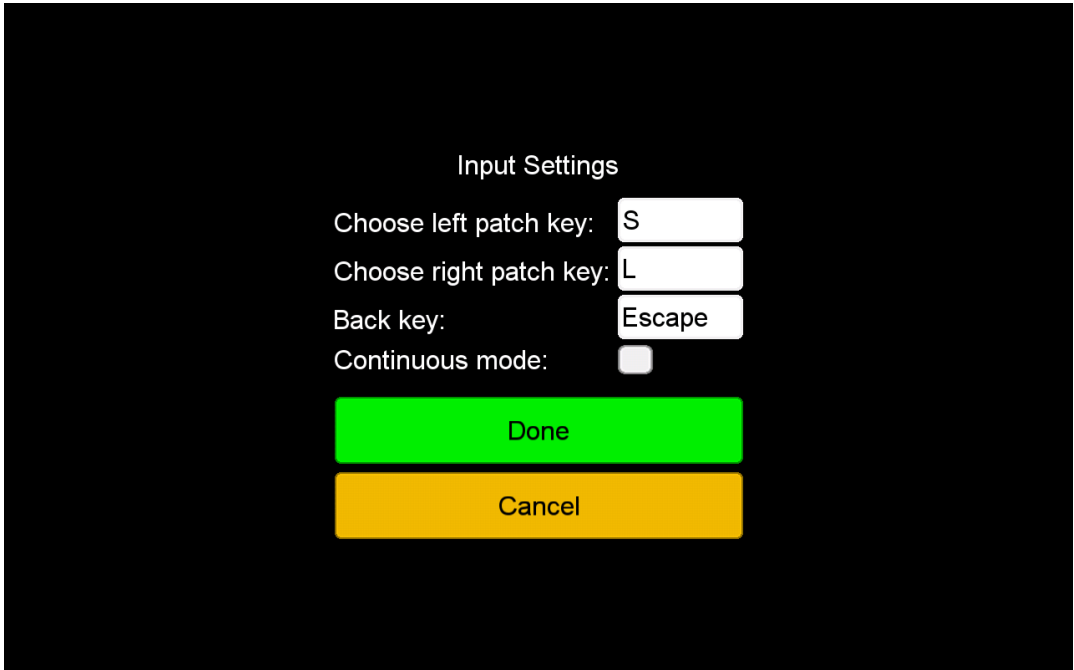 Input Settings
Choose left patch key: S
Choose right patch key: L
Back key: Escape
Continuous mode:
Done
Cancel